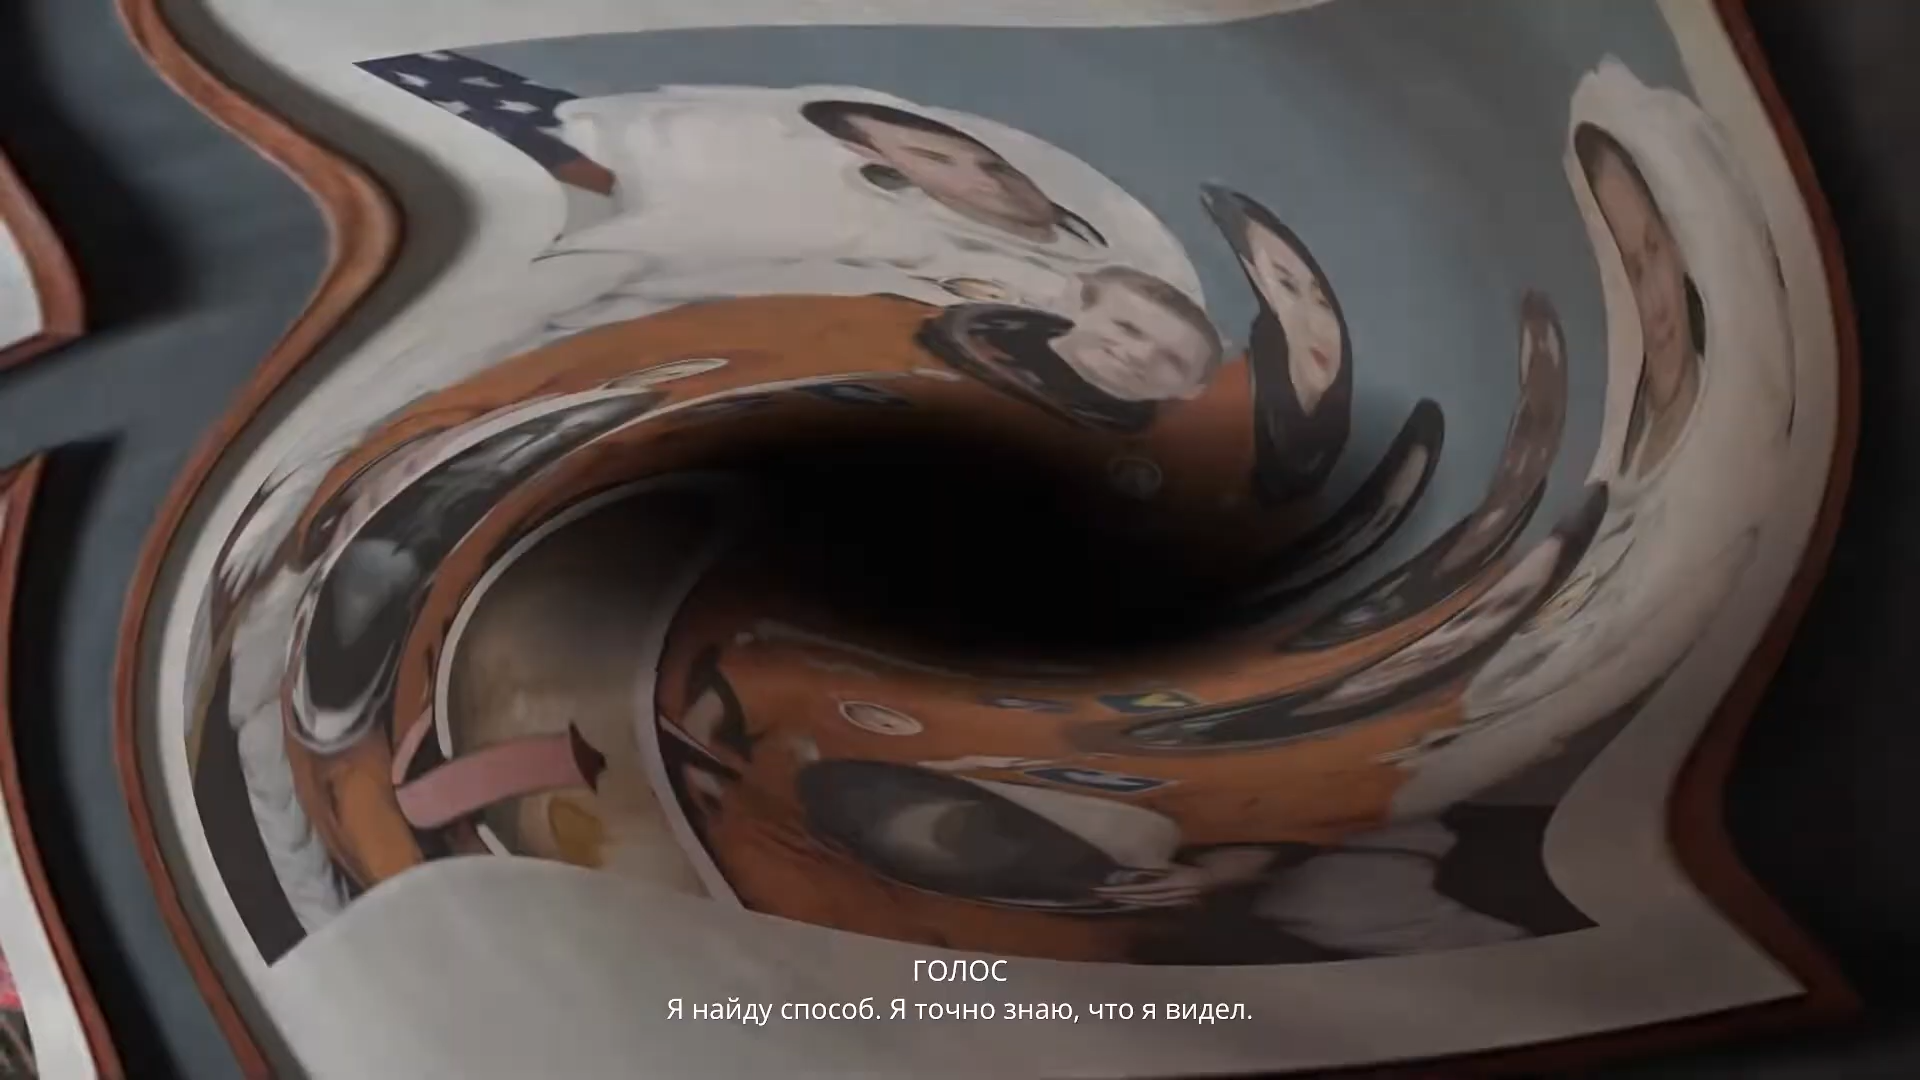 ГОЛОС
Я найду способ. Я точно знаю, что я видел.